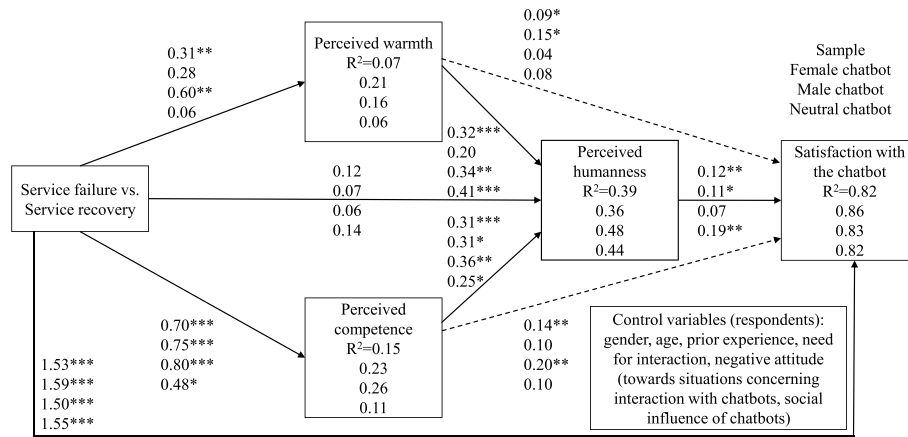 0.31**
0.28
0.60**
0.06
Perceived warmth
R²=0.07
0.21
0.16
0.06
0.09*
0.15*
0.04
0.08
Sample
Female chatbot
Male chatbot
Neutral chatbot
Service failure vs.
Service recovery
0.12
0.07
0.06
0.14
0.32***
0.20
0.34**
0.41***
0.31***
0.31*
0.36**
0.25*
Perceived
humanness
R²=0.39
0.36
0.48
0.44
0.12**
0.11*
0.07
0.19**
Satisfaction with
the chatbot
R²=0.82
0.86
0.83
0.82
0.70***
0.75***
0.80***
0.48*
Perceived
competence
R²=0.15
0.23
0.26
0.11
0.14**
0.10
0.20**
0.10
Control variables (respondents):
gender, age, prior experience, need
for interaction, negative attitude
(towards situations concerning
interaction with chatbots, social
influence of chatbots)
1.53***
1.59***
1.50***
1.55***